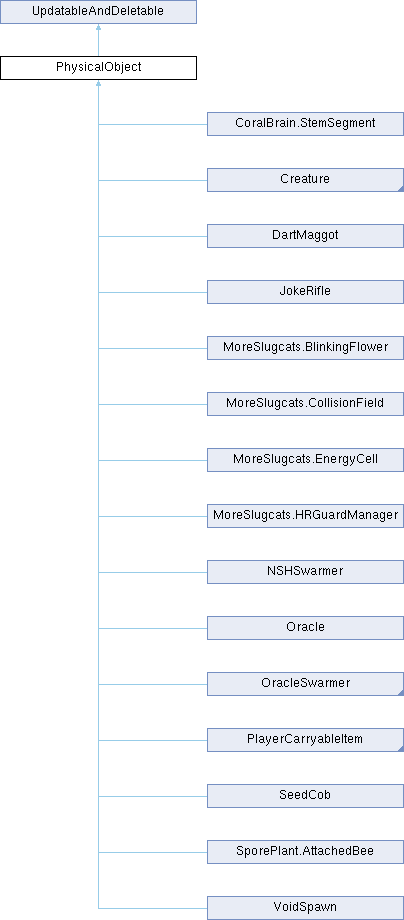 UpdatableAndDeletable
PhysicalObject
CoralBrain.StemSegment
Creature
DartMaggot
JokeRifle
MoreSlugcats.BlinkingFlower
MoreSlugcats.CollisionField
MoreSlugcats.EnergyCell
MoreSlugcats.HRGuardManager
NSHSwarmer
Oracle
OracleSwarmer
PlayerCarryableItem
SeedCob
SporePlant.AttachedBee
VoidSpawn